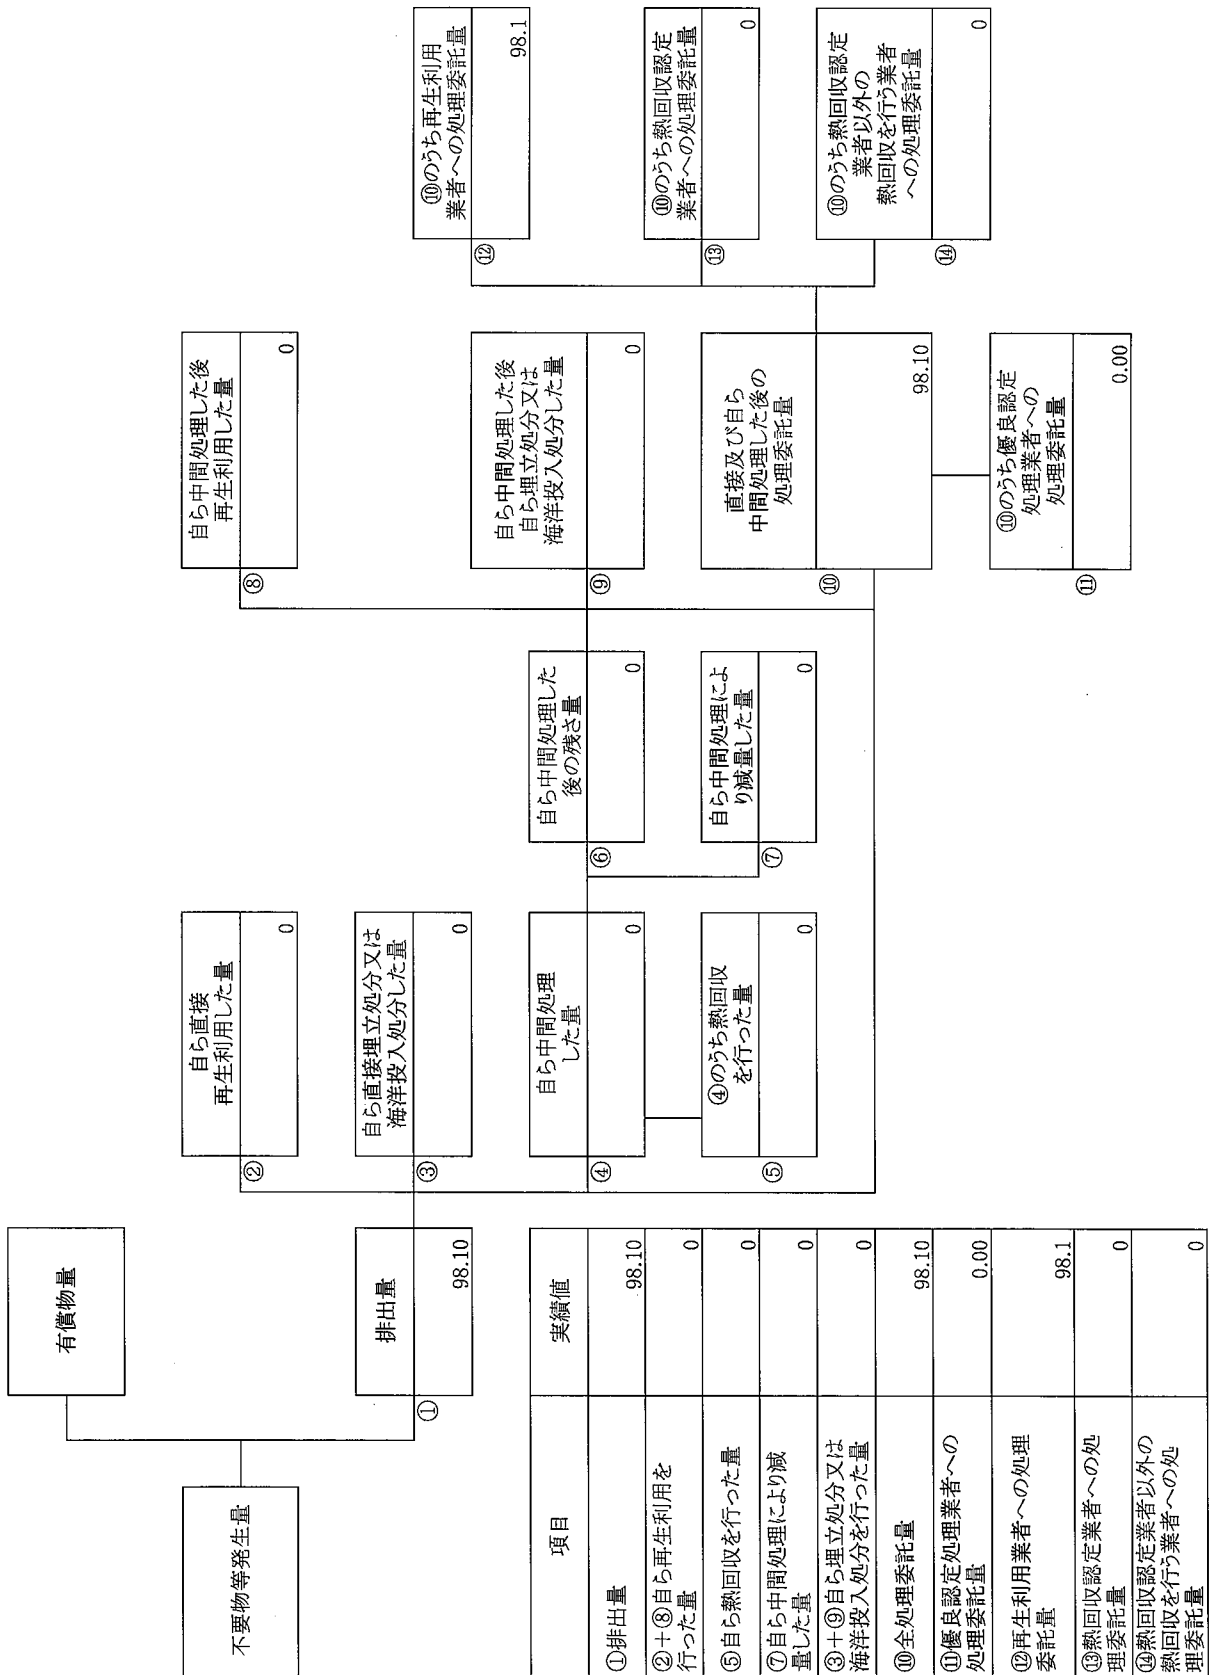 不要物等発生量
有償物量
排出量
①
98.10
自ら直接
再生利用した量
②
0
自ら直接埋立処分又は
海洋投入処分した量
③
0
自ら中間処理
した量
④
0
④のうち熱回収
を行った量
⑤
0
自ら中間処理した
後の残さ量
⑥
0
自ら中間処理によ
り減量した量
⑦
0
自ら中間処理した後
再生利用した量
⑧
0
自ら中間処理した後
自ら埋立処分又は
海洋投入処分した量
⑨
0
直接及び自ら
中間処理した後の
処理委託量
⑩
98.10
⑩のうち優良認定
処理業者への
処理委託量
⑪
0.00
⑩のうち再生利用
業者への処理委託量
⑫
98.1
⑩のうち熱回収認定
業者への処理委託量
⑬
0
⑩のうち熱回収認定
業者以外の
熱回収を行う業者
への処理委託量
⑭
0
項目 実績値
①排出量 98.10
②+⑧自ら再生利用を
行った量 0
⑤自ら熱回収を行った量 0
⑦自ら中間処理により減
量した量 0
③+⑨自ら埋立処分又は
海洋投入処分を行った量 0
⑩全処理委託量 98.10
⑪優良認定処理業者への
処理委託量 0.00
⑫再生利用業者への処理
委託量 98.1
⑬熱回収認定業者への処
理委託量 0
⑭熱回収認定業者以外の
熱回収を行う業者への処
理委託量 0